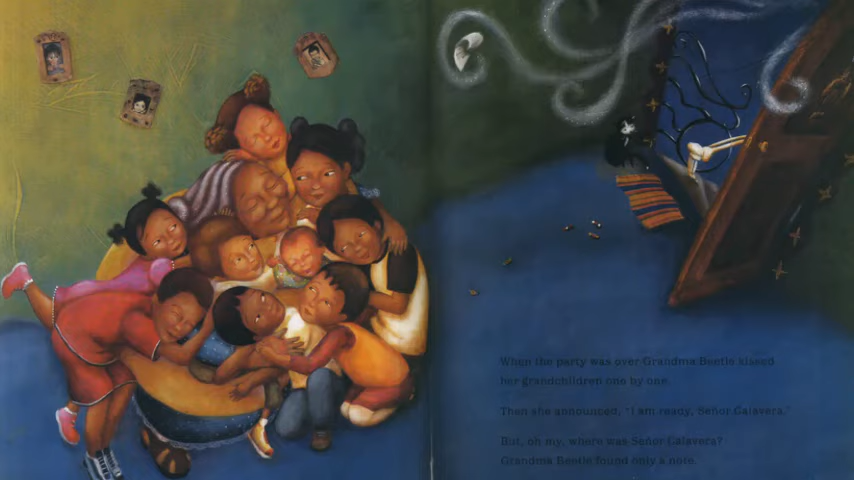 When the party was over Grandma Beetle kissed
her grandchildren one by one.
Then she announced, "I am ready, Señor Calavera."
But, oh my, where was Señor Calavera?
Grandma Beetle found only a note.